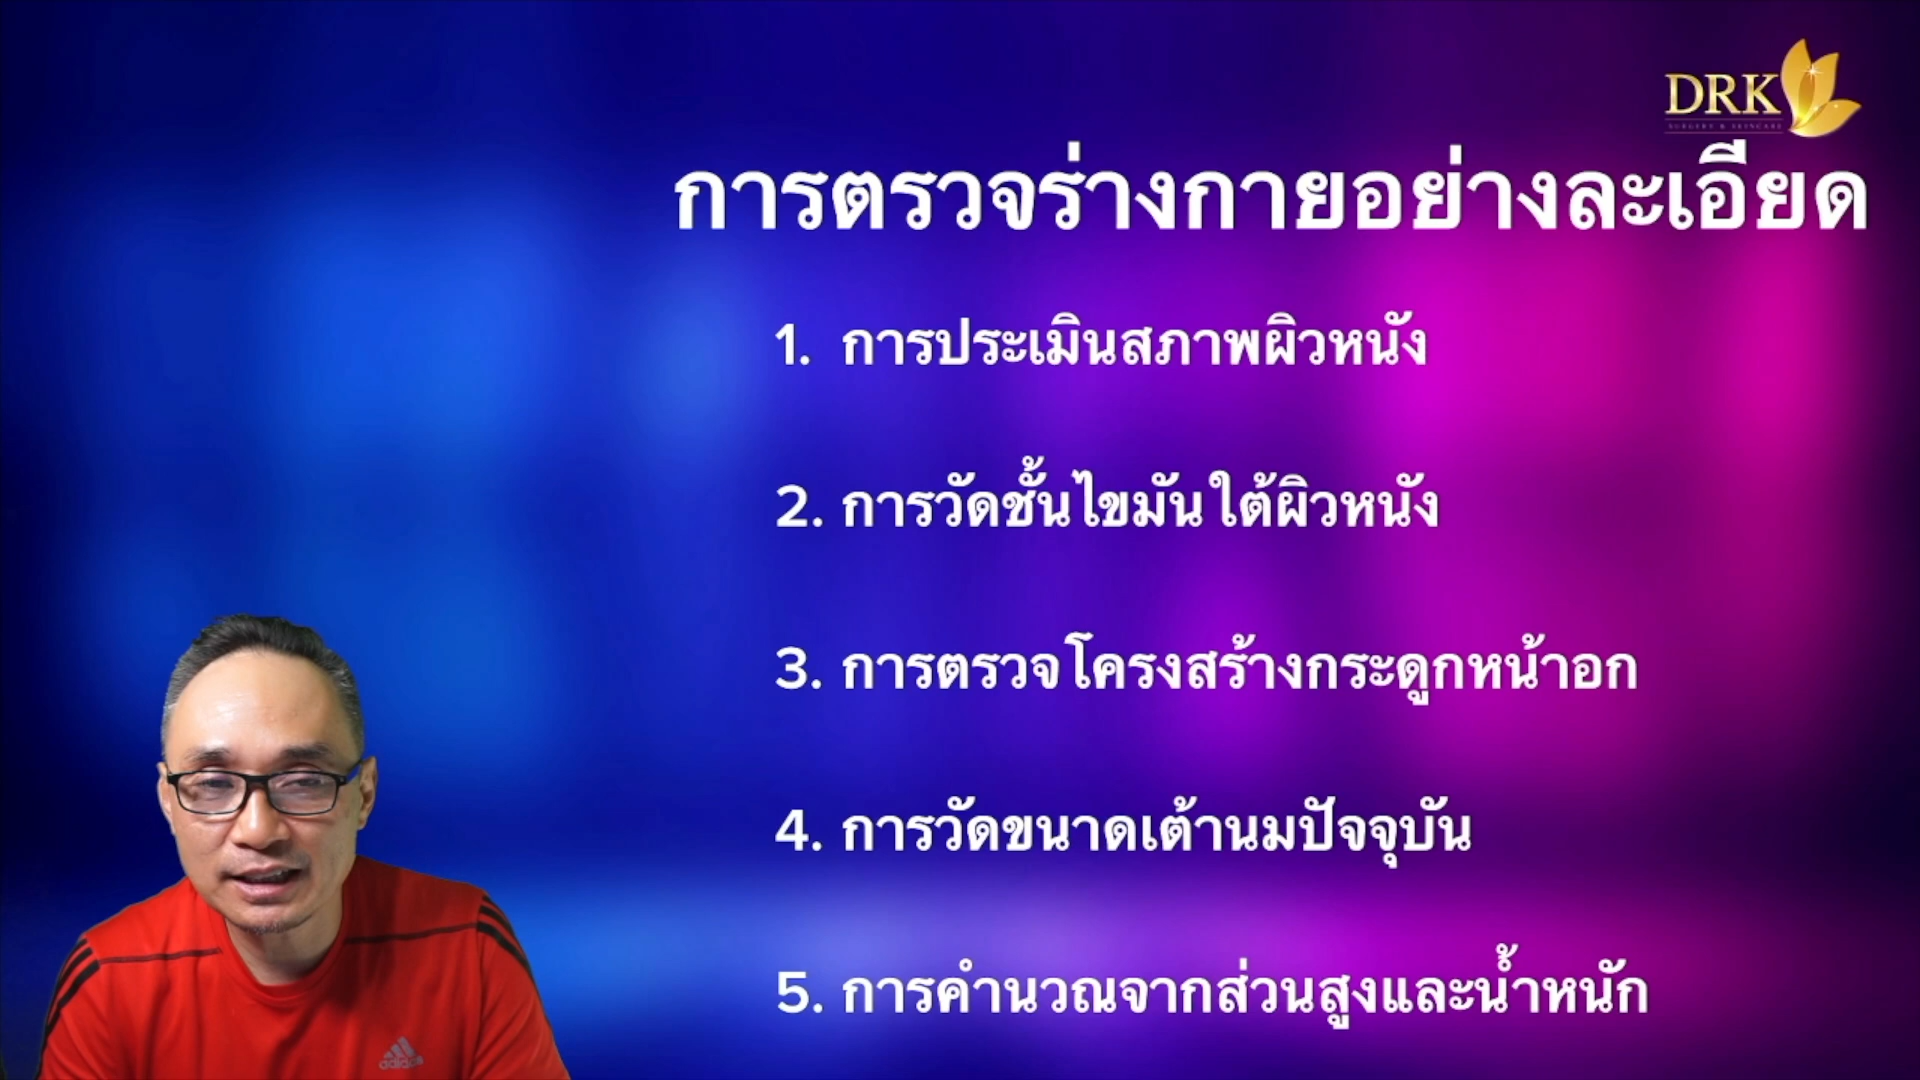 DRK
SURGERY & SKINCARE
การตรวจร่างกายอย่างละเอียด
1. การประเมินสภาพผิวหนัง
2. การวัดชั้นไขมันใต้ผิวหนัง
3. การตรวจโครงสร้างกระดูกหน้าอก
4. การวัดขนาดเต้านมปัจจุบัน
5. การคำนวณจากส่วนสูงและน้ำหนัก
adidas